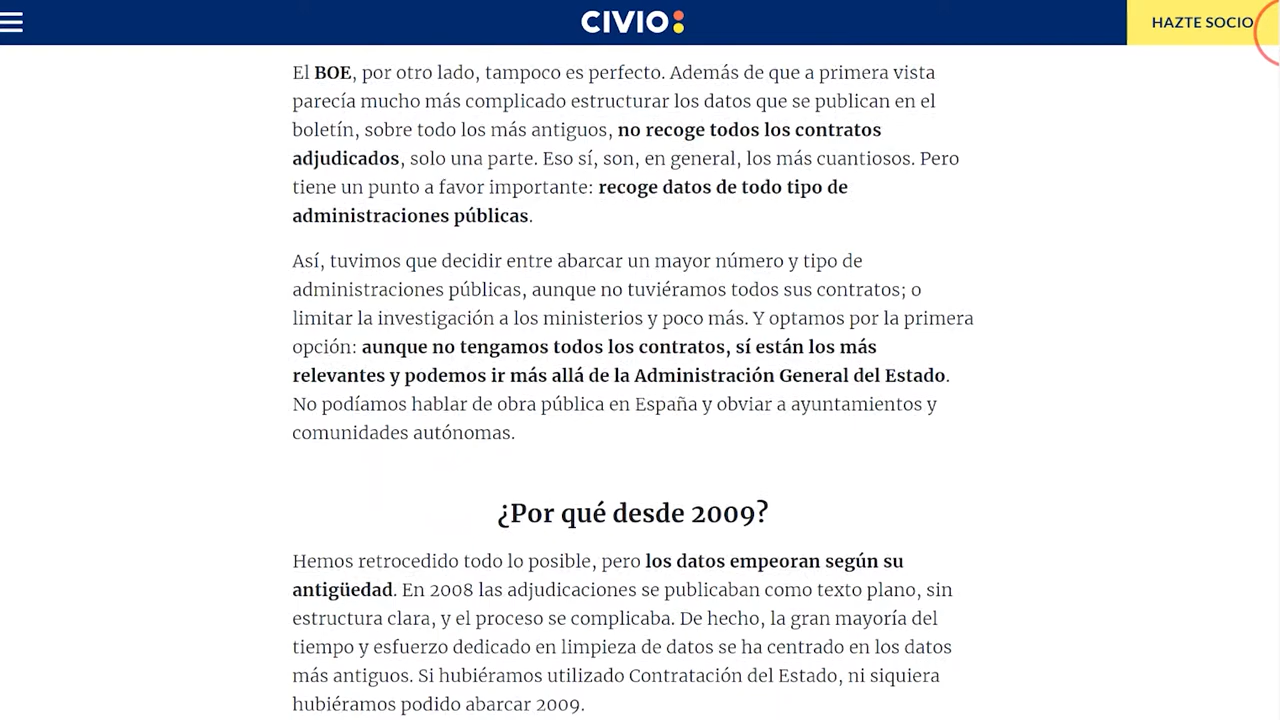 CIVIO
HAZTE SOCIO
El BOE, por otro lado, tampoco es perfecto. Además de que a primera vista
parecía mucho más complicado estructurar los datos que se publican en el
boletín, sobre todo los más antiguos, no recoge todos los contratos
adjudicados, solo una parte. Eso sí, son, en general, los más cuantiosos. Pero
tiene un punto a favor importante: recoge datos de todo tipo de
administraciones públicas.
Así, tuvimos que decidir entre abarcar un mayor número y tipo de
administraciones públicas, aunque no tuviéramos todos sus contratos; o
limitar la investigación a los ministerios y poco más. Y optamos por la primera
opción: aunque no tengamos todos los contratos, sí están los más
relevantes y podemos ir más allá de la Administración General del Estado.
No podíamos hablar de obra pública en España y obviar a ayuntamientos y
comunidades autónomas.
¿Por qué desde 2009?
Hemos retrocedido todo lo posible, pero los datos empeoran según su
antigüedad. En 2008 las adjudicaciones se publicaban como texto plano, sin
estructura clara, y el proceso se complicaba. De hecho, la gran mayoría del
tiempo y esfuerzo dedicado en limpieza de datos se ha centrado en los datos
más antiguos. Si hubiéramos utilizado Contratación del Estado, ni siquiera
hubiéramos podido abarcar 2009.